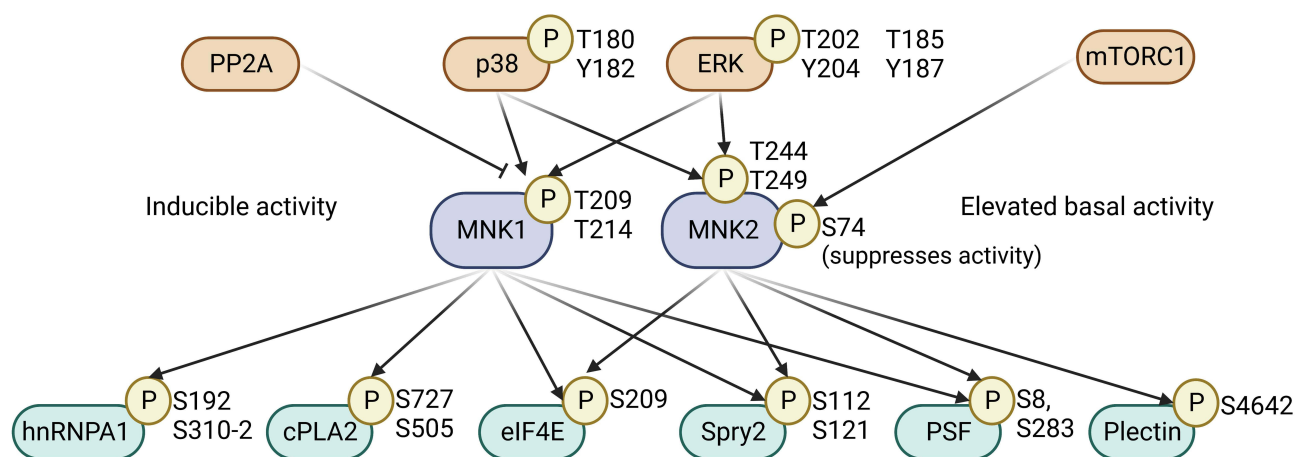 PP2A
p38
P
T180
Y182
ERK
P
T202 T185
Y204 Y187
mTORC1
Inducible activity
MNK1
P
T209
T214
MNK2
P
T244
T249
P
S74
(suppresses activity)
Elevated basal activity
hnRNPA1
P
S192
S310-2
cPLA2
P
S727
S505
eIF4E
P
S209
Spry2
P
S112
S121
PSF
P
S8,
S283
Plectin
P
S4642